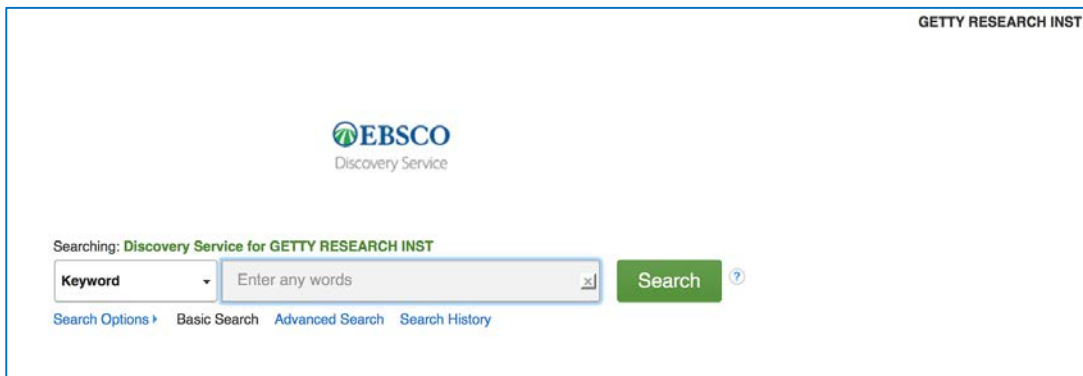 GETTY RESEARCH INST
EBSCO
Discovery Service
Searching: Discovery Service for GETTY RESEARCH INST
Keyword Enter any words x Search ?
Search Options Basic Search Advanced Search Search History